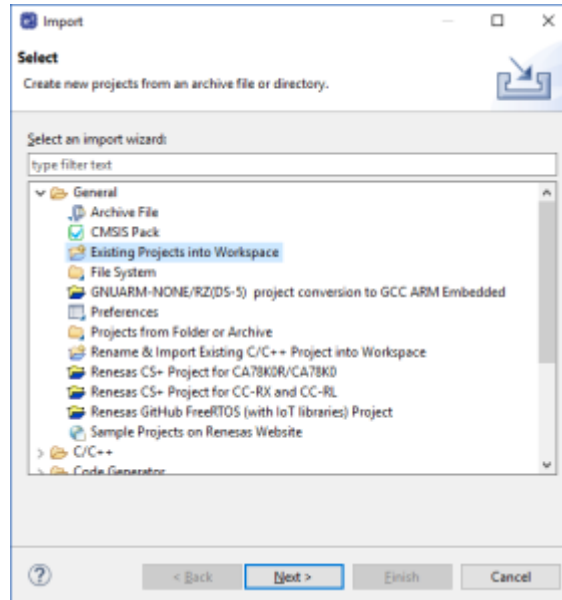 Import
Select
Create new projects from an archive file or directory.
Select an import wizard:
type filter text
General
Archive File
CMSIS Pack
Existing Projects into Workspace
File System
GNUARM-NONE/RZ(DS-5) project conversion to GCC ARM Embedded
Preferences
Projects from Folder or Archive
Rename & Import Existing C/C++ Project into Workspace
Renesas CS+ Project for CA78K0R/CA78K0
Renesas CS+ Project for CC-RX and CC-RL
Renesas GitHub FreeRTOS (with IoT libraries) Project
Sample Projects on Renesas Website
C/C++
Code Generator
< Back Next > Finish Cancel